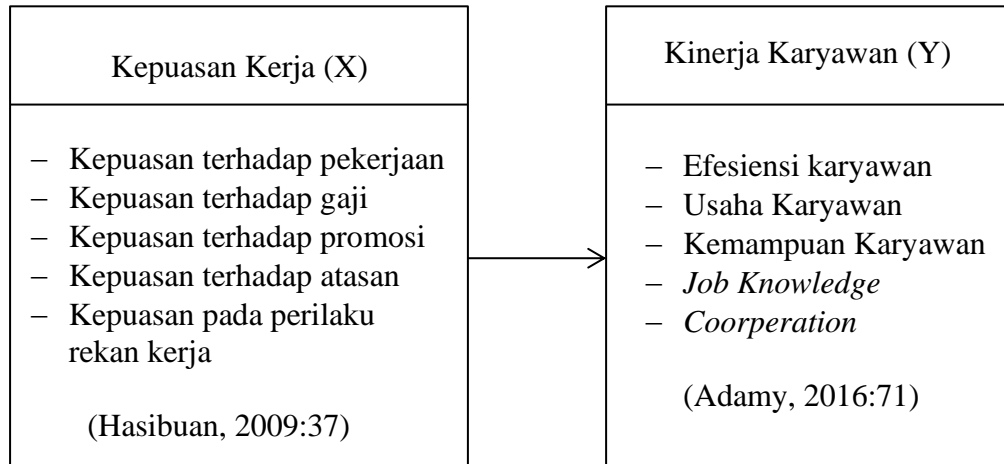 Kepuasan Kerja (X)
– Kepuasan terhadap pekerjaan
– Kepuasan terhadap gaji
– Kepuasan terhadap promosi
– Kepuasan terhadap atasan
– Kepuasan pada perilaku
rekan kerja
(Hasibuan, 2009:37)
Kinerja Karyawan (Y)
– Efesiensi karyawan
– Usaha Karyawan
– Kemampuan Karyawan
– Job Knowledge
– Coorperation
(Adamy, 2016:71)